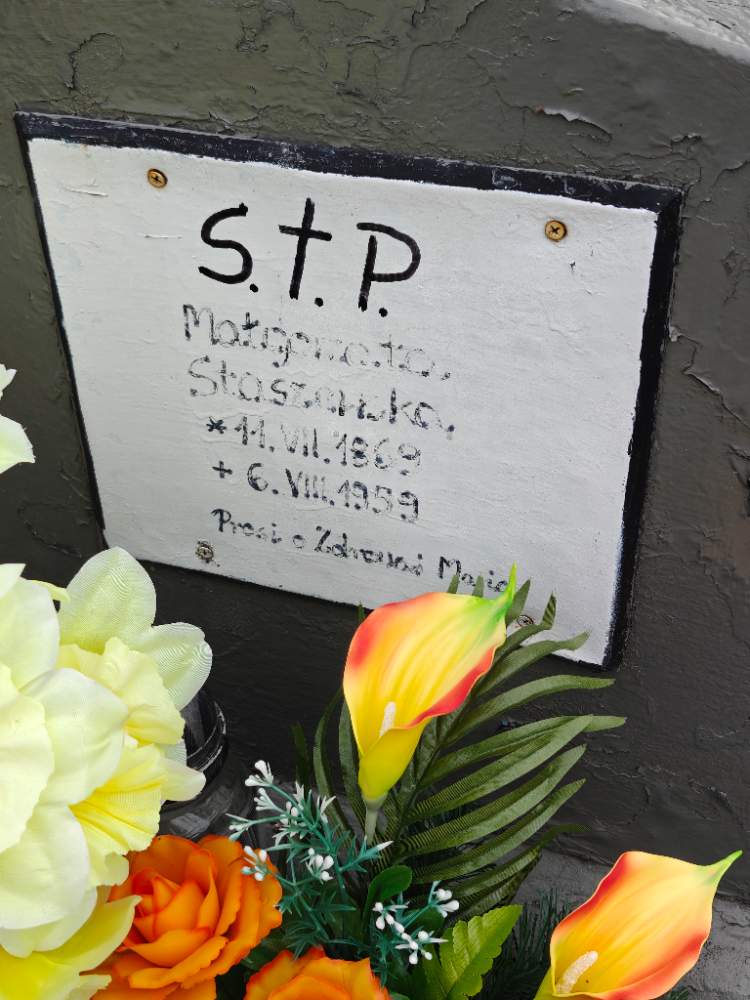 S.†.P.
Małgorzata
Staszewska
* 11.VII.1869
+ 6.VIII.1959
Prosi o Zdrowaś Maria